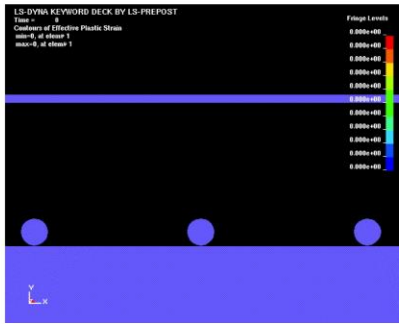 LS-DYNA KEYWORD DECK BY LS-PREPOST
Time = 0
Contours of Effective Plastic Strain
min=0, at elem# 1
max=0, at elem# 1
Fringe Levels
0.000e+00
0.000e+00
0.000e+00
0.000e+00
0.000e+00
0.000e+00
0.000e+00
0.000e+00
0.000e+00
0.000e+00
0.000e+00
Y
X